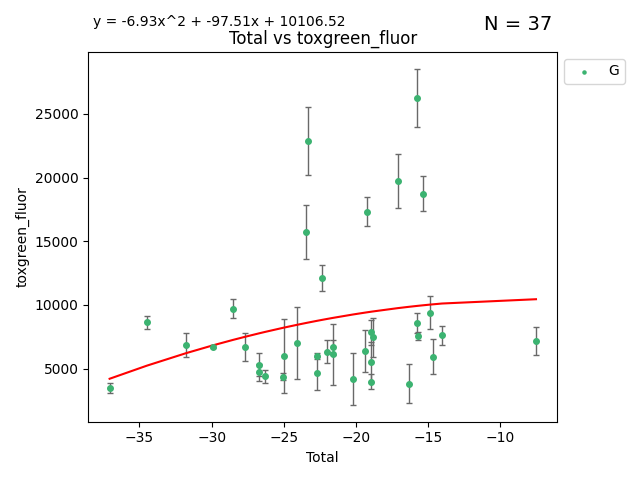 y = -6.93x^2 + -97.51x + 10106.52
N = 37
Total vs toxgreen_fluor
G
25000
20000
15000
10000
5000
toxgreen_fluor
−35 −30 −25 −20 −15 −10
Total